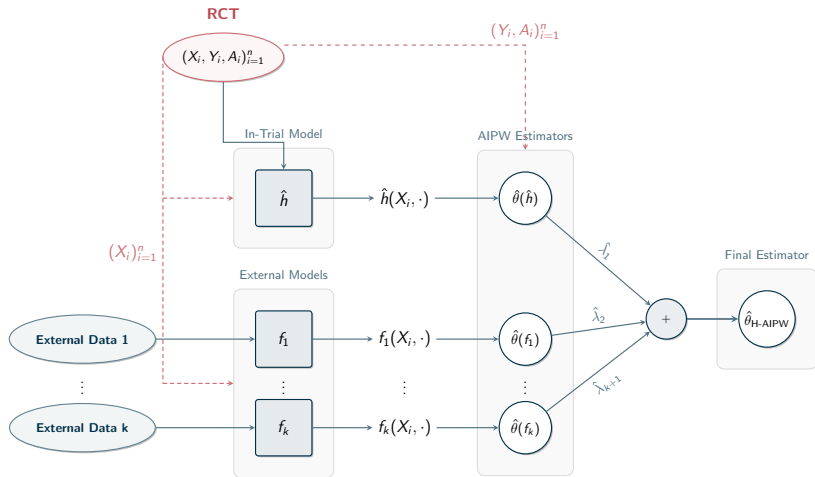 RCT
(X_i, Y_i, A_i)_{i=1}^n
(Y_i, A_i)_{i=1}^n
In-Trial Model
AIPW Estimators
ĥ
ĥ(X_i, ·)
θ̂(ĥ)
(X_i)_{i=1}^n
λ̂_1
External Models
Final Estimator
External Data 1
f_1
f_1(X_i, ·)
θ̂(f_1)
λ̂_2
+
θ̂_{H-AIPW}
⋮ ⋮ ⋮ ⋮
λ̂_{k+1}
External Data k
f_k
f_k(X_i, ·)
θ̂(f_k)